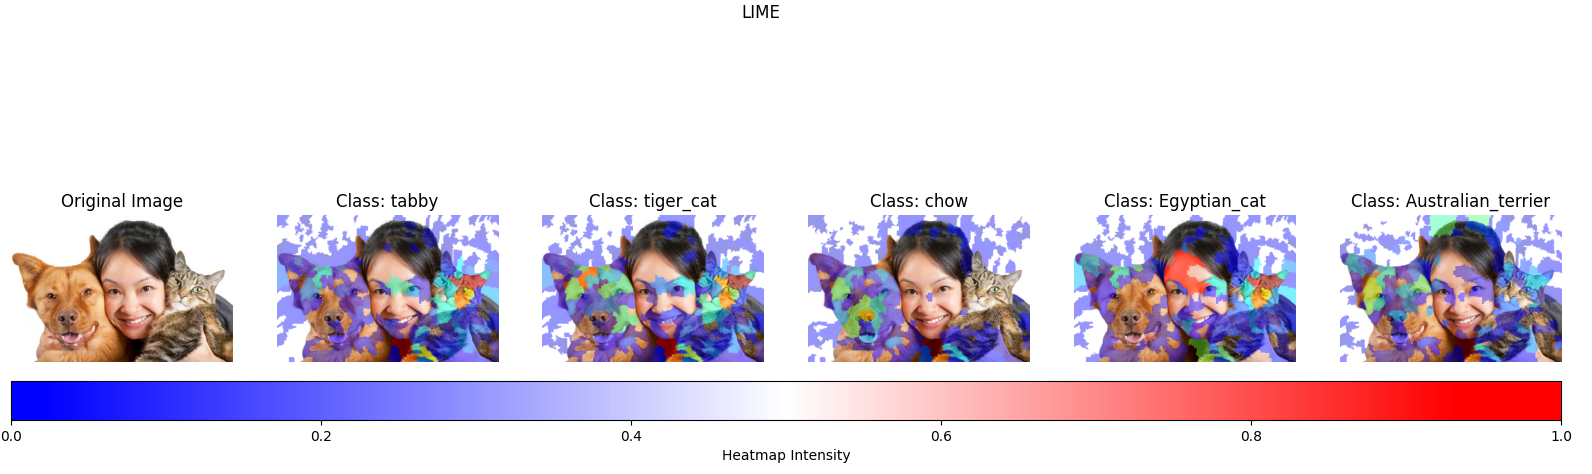 LIME
Original Image
Class: tabby
Class: tiger_cat
Class: chow
Class: Egyptian_cat
Class: Australian_terrier
0.0
0.2
0.4
0.6
0.8
1.0
Heatmap Intensity